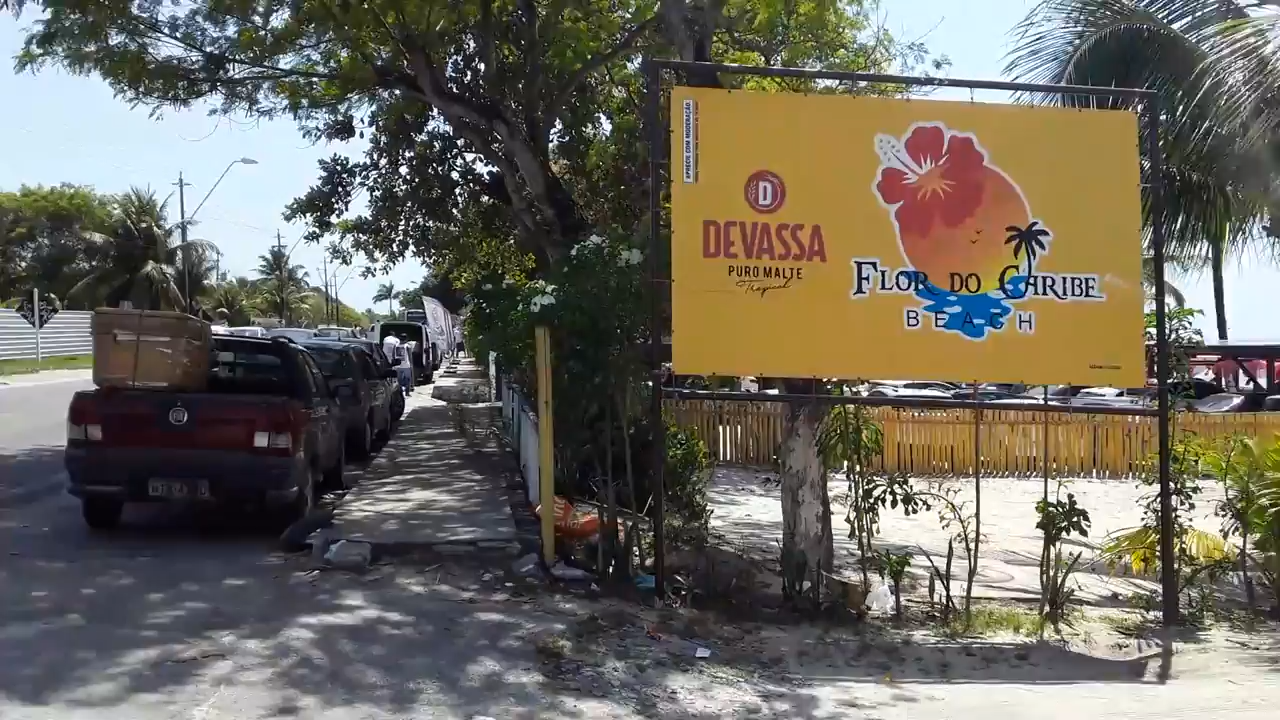 APRECIE COM MODERAÇÃO.
D
DEVASSA
PURO MALTE
Tropical
FLOR DO CARIBE
BEACH